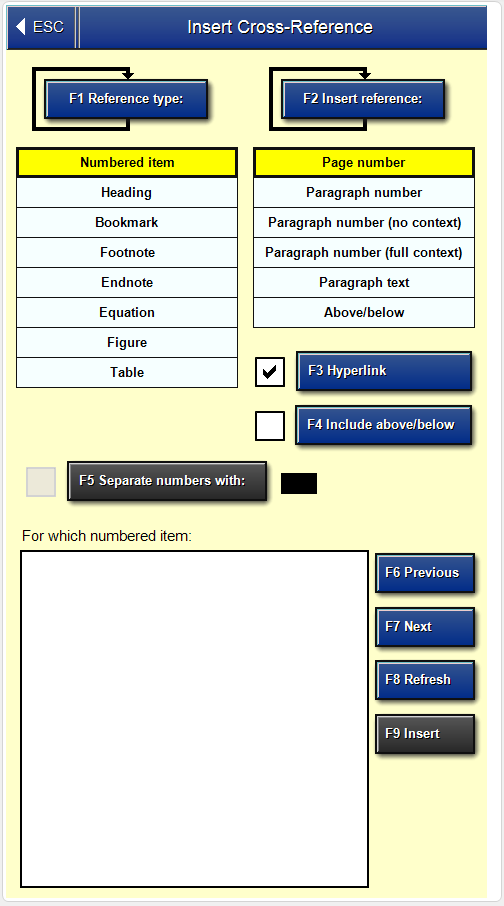 ESC
Insert Cross-Reference
F1 Reference type:
F2 Insert reference:
Numbered item
Heading
Bookmark
Footnote
Endnote
Equation
Figure
Table
Page number
Paragraph number
Paragraph number (no context)
Paragraph number (full context)
Paragraph text
Above/below
F3 Hyperlink
F4 Include above/below
F5 Separate numbers with:
For which numbered item:
F6 Previous
F7 Next
F8 Refresh
F9 Insert